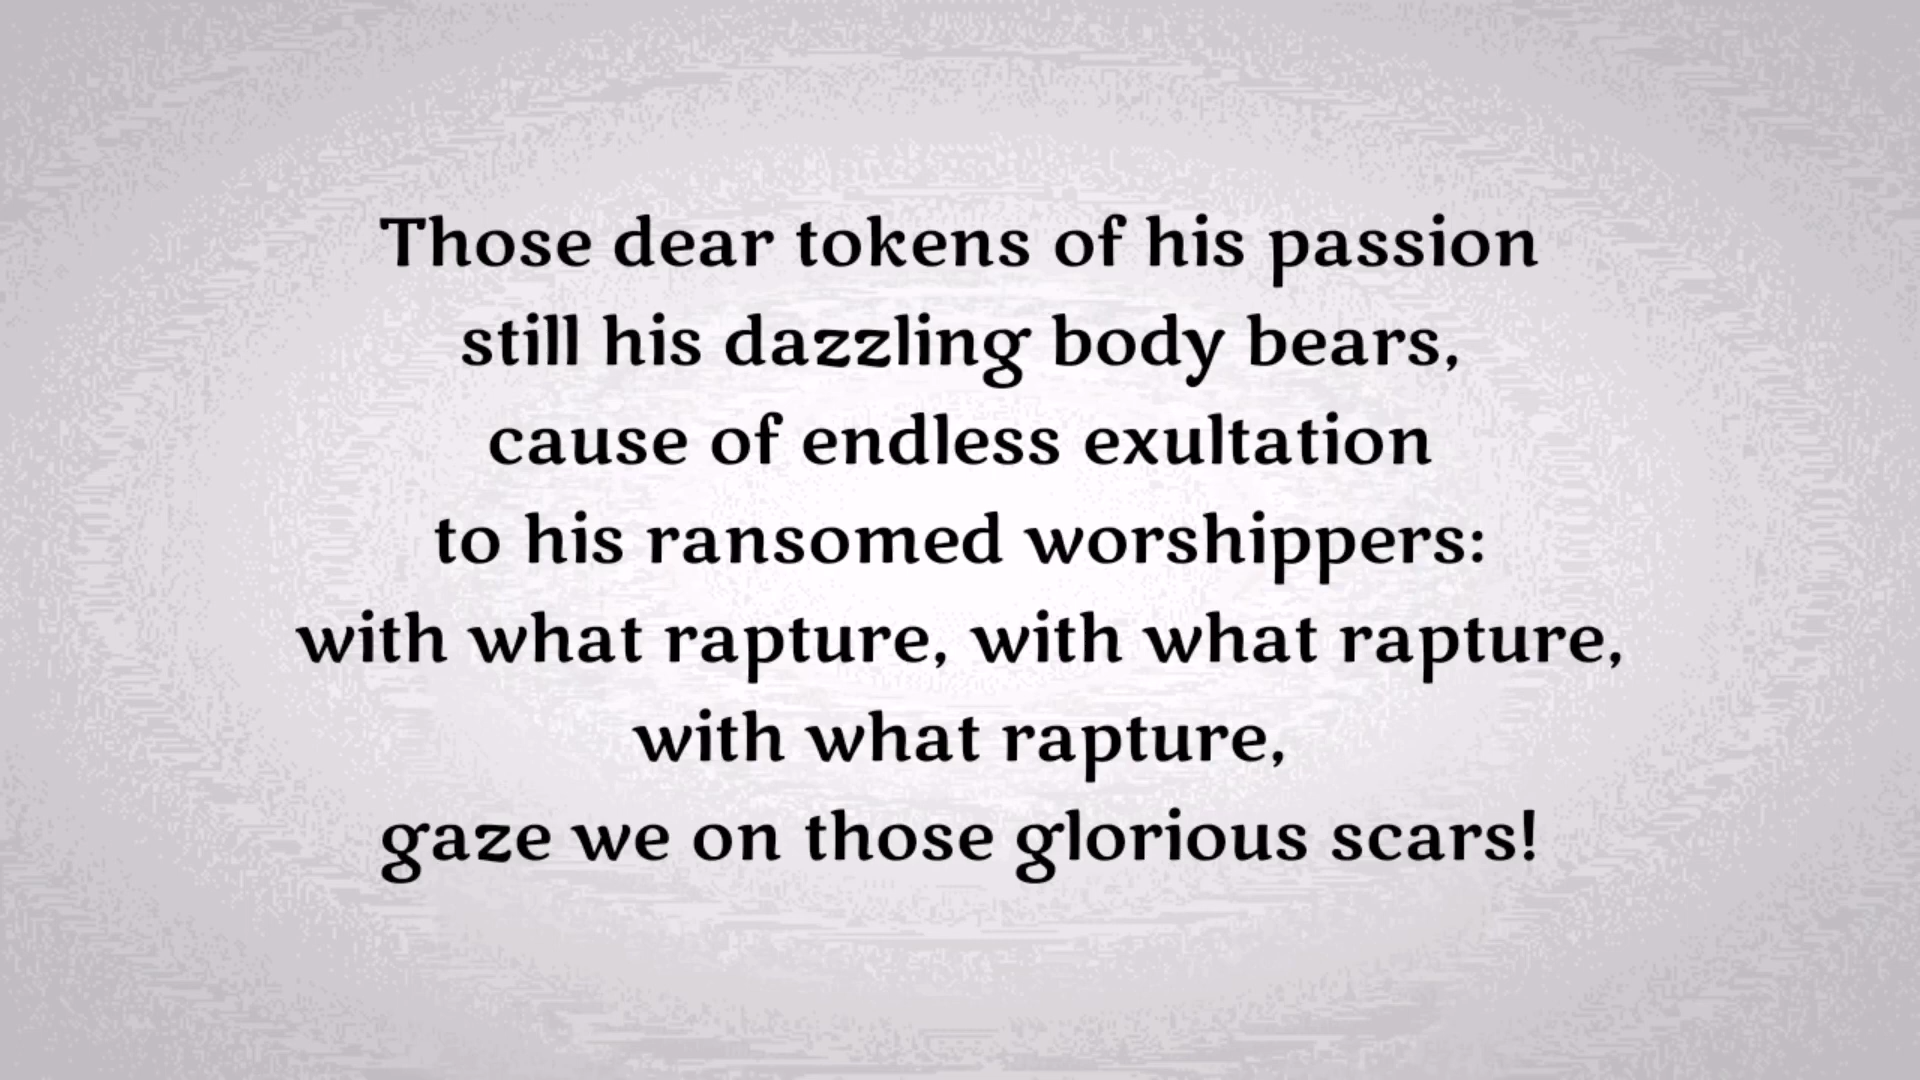 Those dear tokens of his passion
still his dazzling body bears,
cause of endless exultation
to his ransomed worshippers:
with what rapture, with what rapture,
with what rapture,
gaze we on those glorious scars!